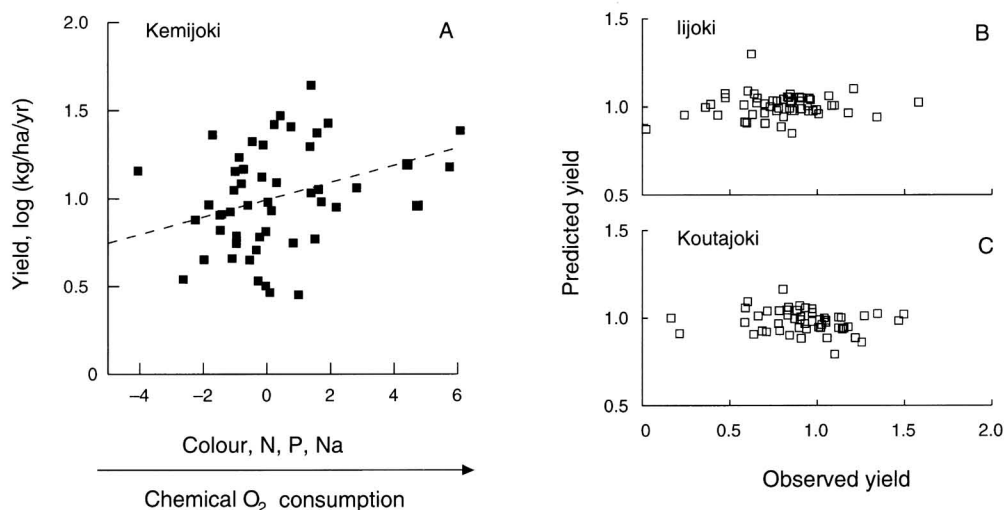 Kemijoki A
2.0
1.5
1.0
0.5
0
Yield, log (kg/ha/yr)
−4 −2 0 2 4 6
Colour, N, P, Na
Chemical O₂ consumption
Iijoki B
1.5
1.0
0.5
Koutajoki C
1.5
1.0
0.5
Predicted yield
0 0.5 1.0 1.5 2.0
Observed yield